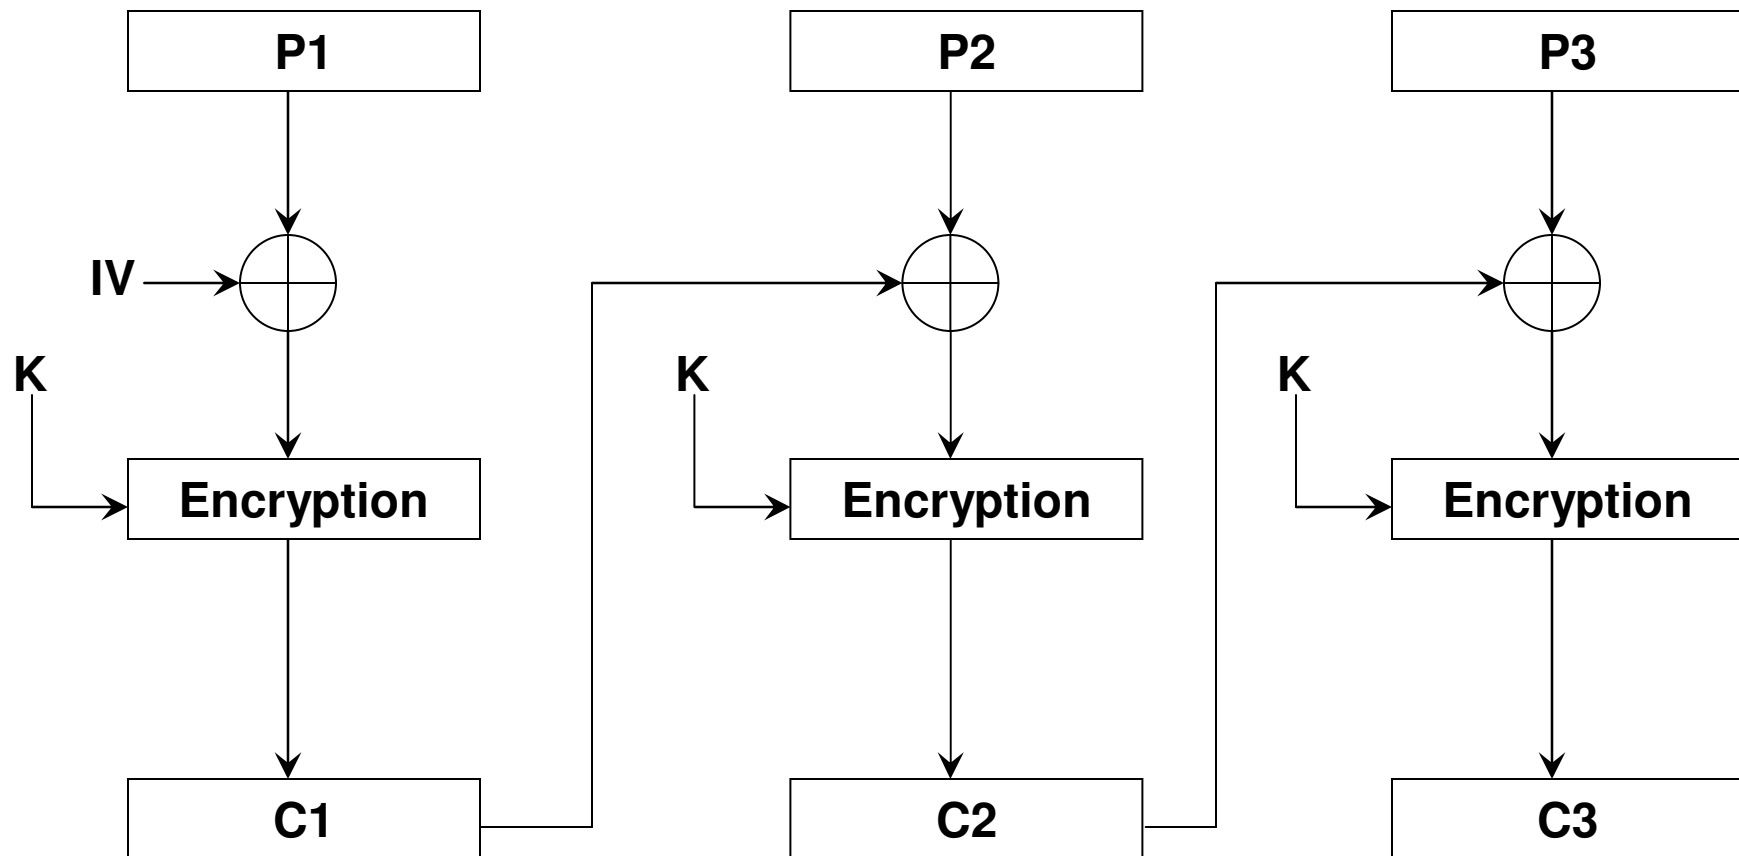 P1 P2 P3
IV
K K K
Encryption Encryption Encryption
C1 C2 C3